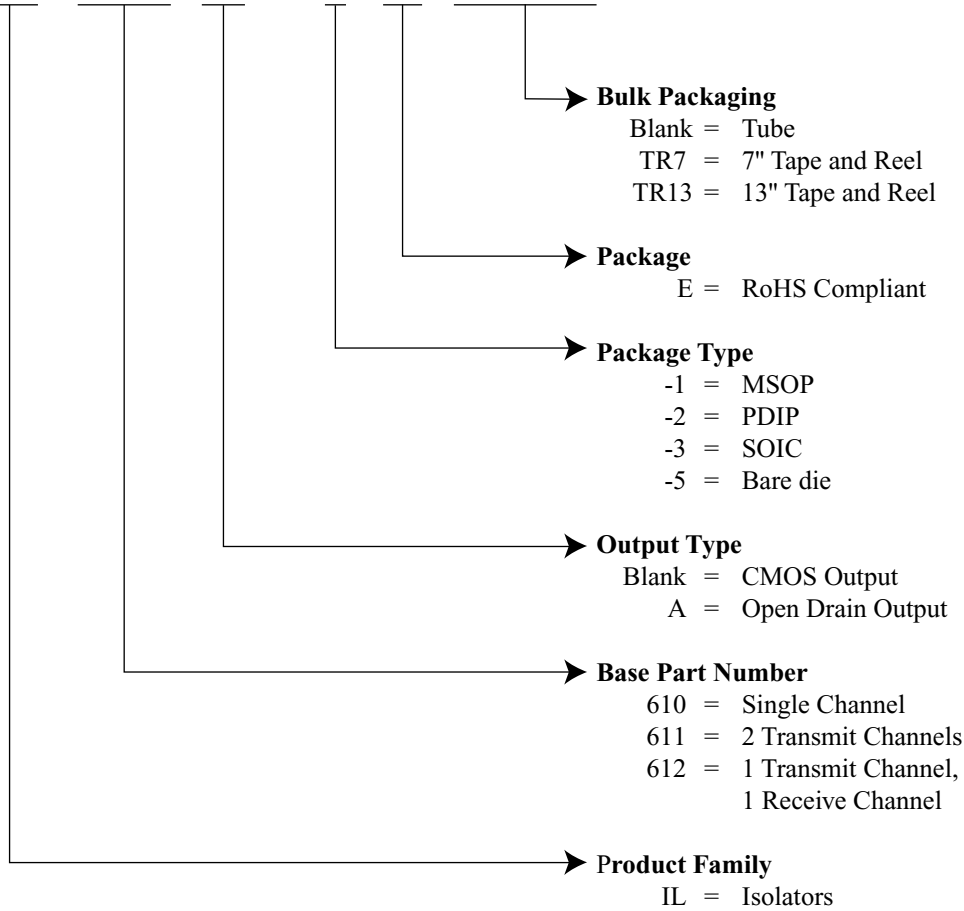 Bulk Packaging
Blank = Tube
TR7 = 7" Tape and Reel
TR13 = 13" Tape and Reel
Package
E = RoHS Compliant
Package Type
-1 = MSOP
-2 = PDIP
-3 = SOIC
-5 = Bare die
Output Type
Blank = CMOS Output
A = Open Drain Output
Base Part Number
610 = Single Channel
611 = 2 Transmit Channels
612 = 1 Transmit Channel,
1 Receive Channel
Product Family
IL = Isolators